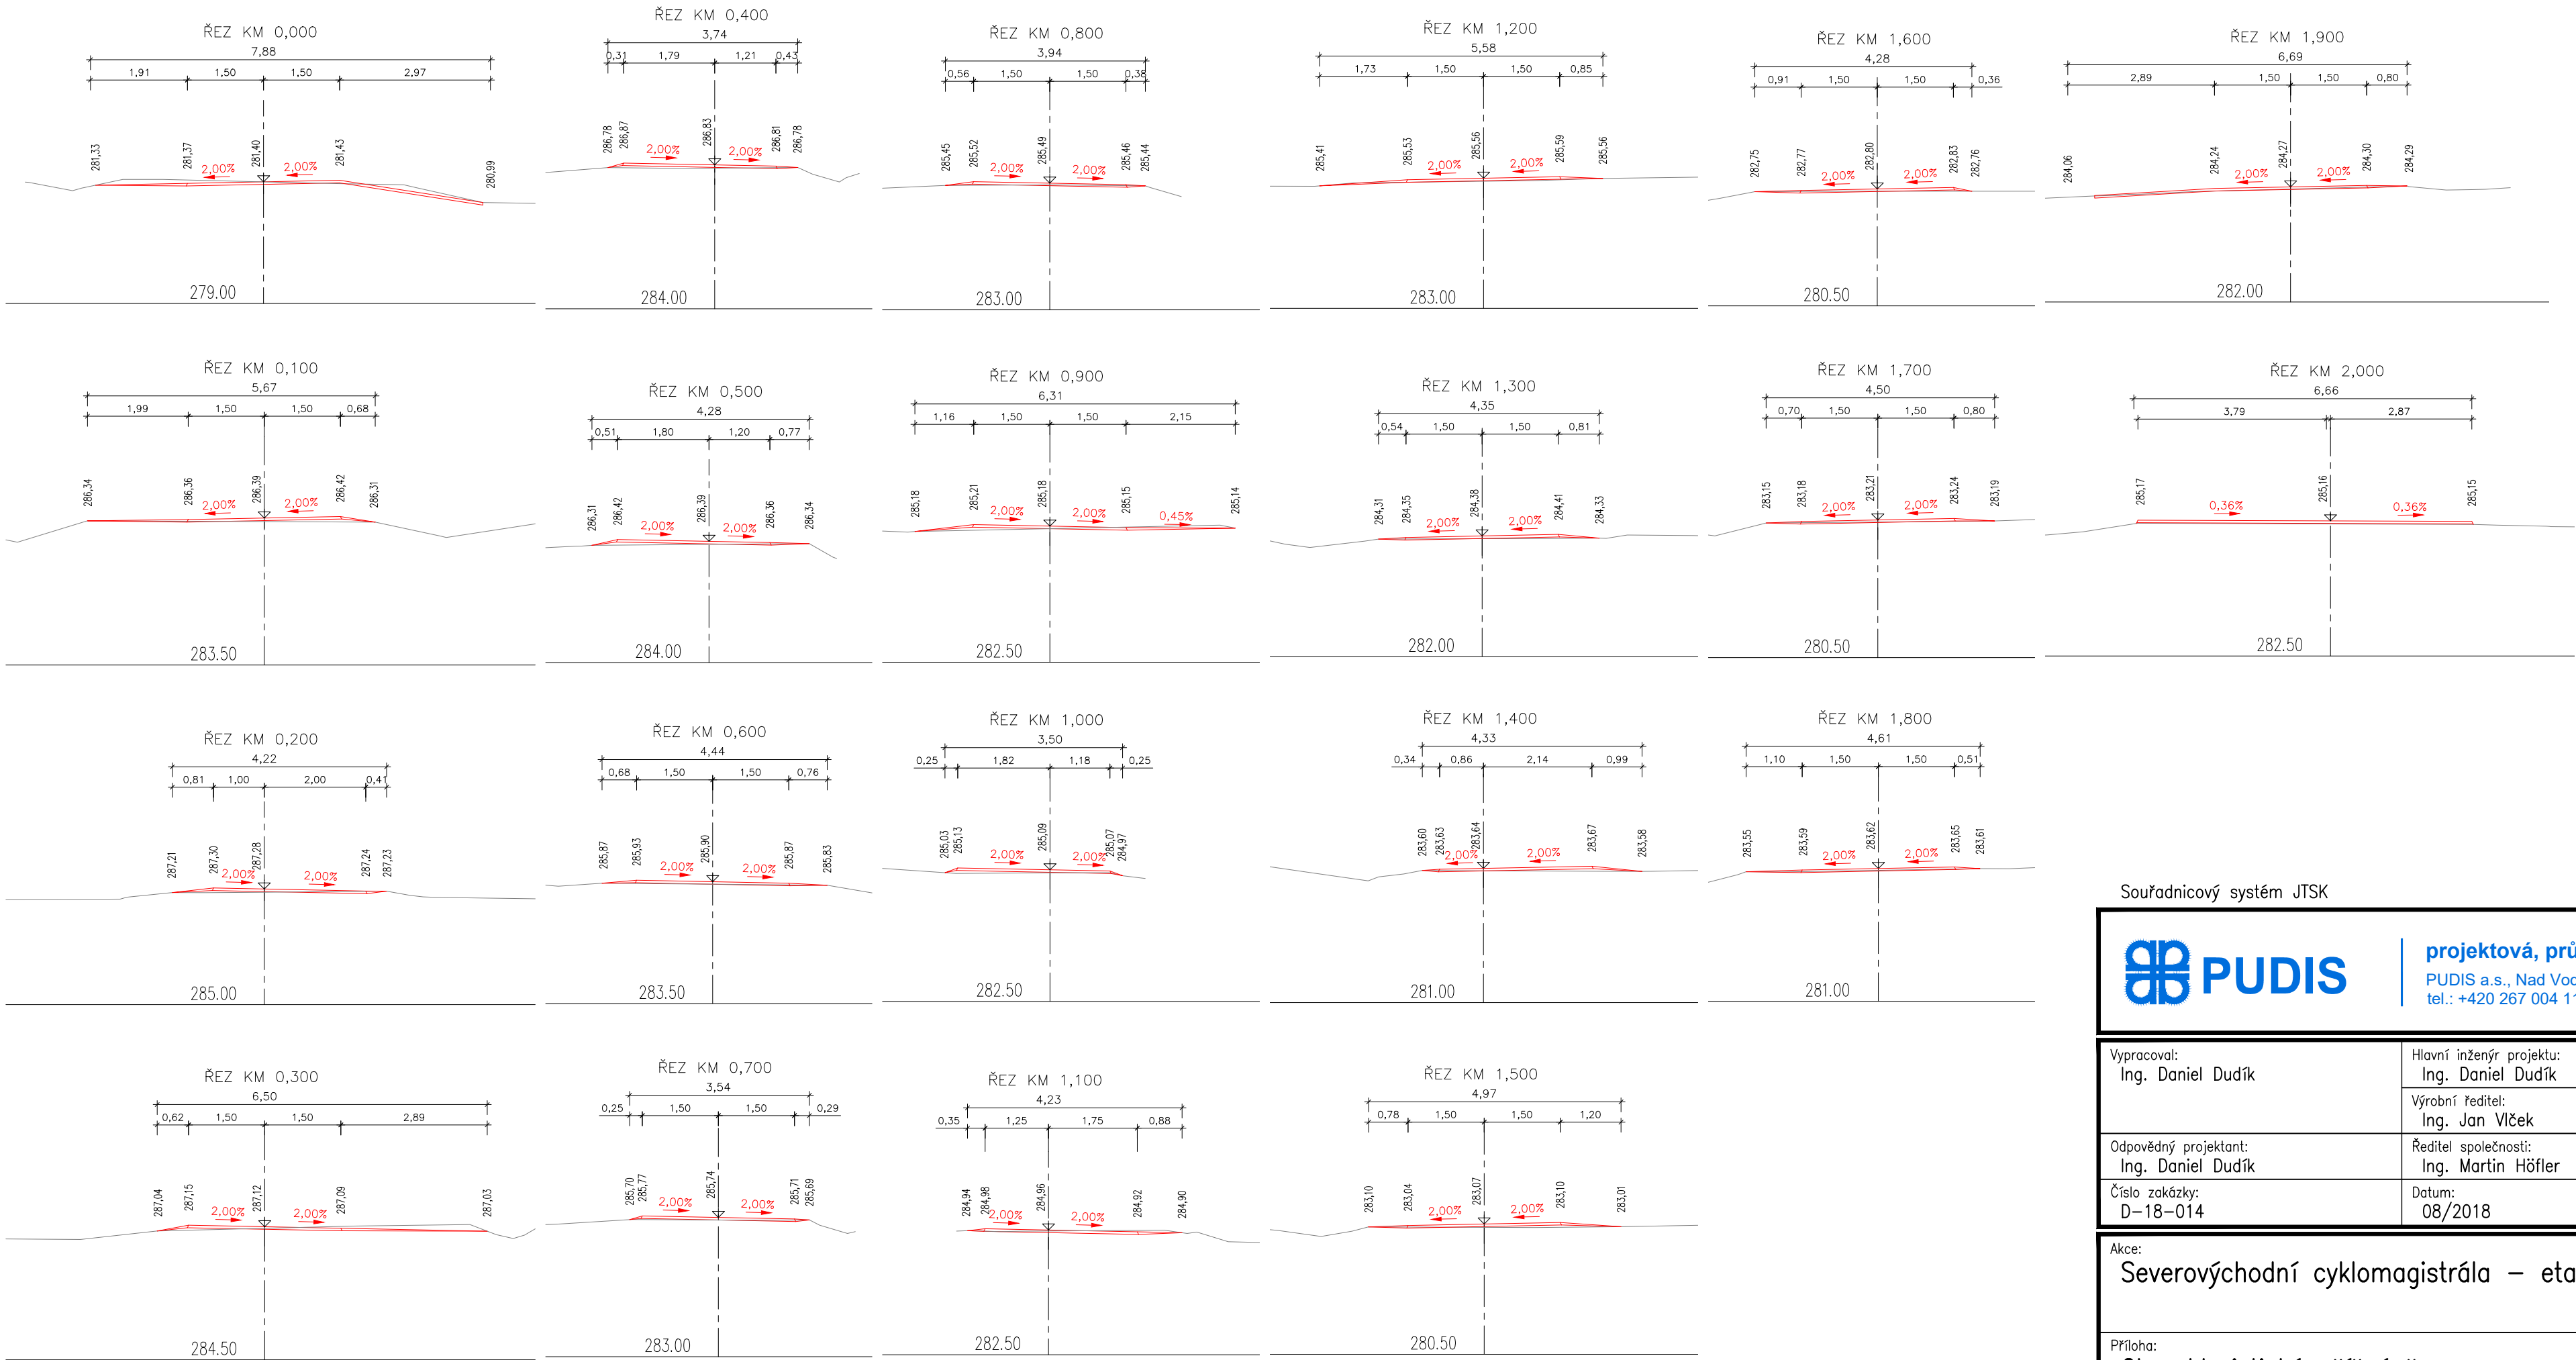 ŘEZ KM 0,000
7,88
1,91 1,50 1,50 2,97
281,33 281,37 281,40 281,43 280,99
2,00% 2,00%
279.00
ŘEZ KM 0,400
3,74
0,31 1,79 1,21 0,43
286,78 286,87 286,83 286,81 286,78
2,00% 2,00%
284.00
ŘEZ KM 0,800
3,94
0,56 1,50 1,50 0,38
285,45 285,52 285,49 285,46 285,44
2,00% 2,00%
283.00
ŘEZ KM 1,200
5,58
1,73 1,50 1,50 0,85
285,41 285,53 285,56 285,59 285,56
2,00% 2,00%
283.00
ŘEZ KM 1,600
4,28
0,91 1,50 1,50 0,36
282,75 282,77 282,80 282,83 282,76
2,00% 2,00%
280.50
ŘEZ KM 1,900
6,69
2,89 1,50 1,50 0,80
284,06 284,24 284,27 284,30 284,29
2,00% 2,00%
282.00
ŘEZ KM 0,100
5,67
1,99 1,50 1,50 0,68
286,34 286,36 286,39 286,42 286,31
2,00% 2,00%
283.50
ŘEZ KM 0,500
4,28
0,51 1,80 1,20 0,77
286,31 286,42 286,39 286,36 286,34
2,00% 2,00%
284.00
ŘEZ KM 0,900
6,31
1,16 1,50 1,50 2,15
285,18 285,21 285,18 285,15 285,14
2,00% 2,00% 0,45%
282.50
ŘEZ KM 1,300
4,35
0,54 1,50 1,50 0,81
284,31 284,35 284,38 284,41 284,33
2,00% 2,00%
282.00
ŘEZ KM 1,700
4,50
0,70 1,50 1,50 0,80
283,15 283,18 283,21 283,24 283,19
2,00% 2,00%
280.50
ŘEZ KM 2,000
6,66
3,79 2,87
285,17 285,16 285,15
0,36% 0,36%
282.50
ŘEZ KM 0,200
4,22
0,81 1,00 2,00 0,41
287,21 287,30 287,28 287,24 287,23
2,00% 2,00%
285.00
ŘEZ KM 0,600
4,44
0,68 1,50 1,50 0,76
285,87 285,93 285,90 285,87 285,83
2,00% 2,00%
283.50
ŘEZ KM 1,000
3,50
0,25 1,82 1,18 0,25
285,03 285,13 285,09 285,07 284,97
2,00% 2,00%
282.50
ŘEZ KM 1,400
4,33
0,34 0,86 2,14 0,99
283,60 283,63 283,64 283,67 283,58
2,00% 2,00%
281.00
ŘEZ KM 1,800
4,61
1,10 1,50 1,50 0,51
283,55 283,59 283,62 283,65 283,61
2,00% 2,00%
281.00
ŘEZ KM 0,300
6,50
0,62 1,50 1,50 2,89
287,04 287,15 287,12 287,09 287,03
2,00% 2,00%
284.50
ŘEZ KM 0,700
3,54
0,25 1,50 1,50 0,29
285,70 285,77 285,74 285,71 285,69
2,00% 2,00%
283.00
ŘEZ KM 1,100
4,23
0,35 1,25 1,75 0,88
284,94 284,98 284,96 284,92 284,90
2,00% 2,00%
282.50
ŘEZ KM 1,500
4,97
0,78 1,50 1,50 1,20
283,10 283,04 283,07 283,10 283,01
2,00% 2,00%
280.50
Souřadnicový systém JTSK
PUDIS
projektová, prů
PUDIS a.s., Nad Vod
tel.: +420 267 004 11
Vypracoval:
Ing. Daniel Dudík
Hlavní inženýr projektu:
Ing. Daniel Dudík
Výrobní ředitel:
Ing. Jan Vlček
Odpovědný projektant:
Ing. Daniel Dudík
Ředitel společnosti:
Ing. Martin Höfler
Číslo zakázky:
D-18-014
Datum:
08/2018
Akce:
Severovýchodní cyklomagistrála – eta
Příloha: